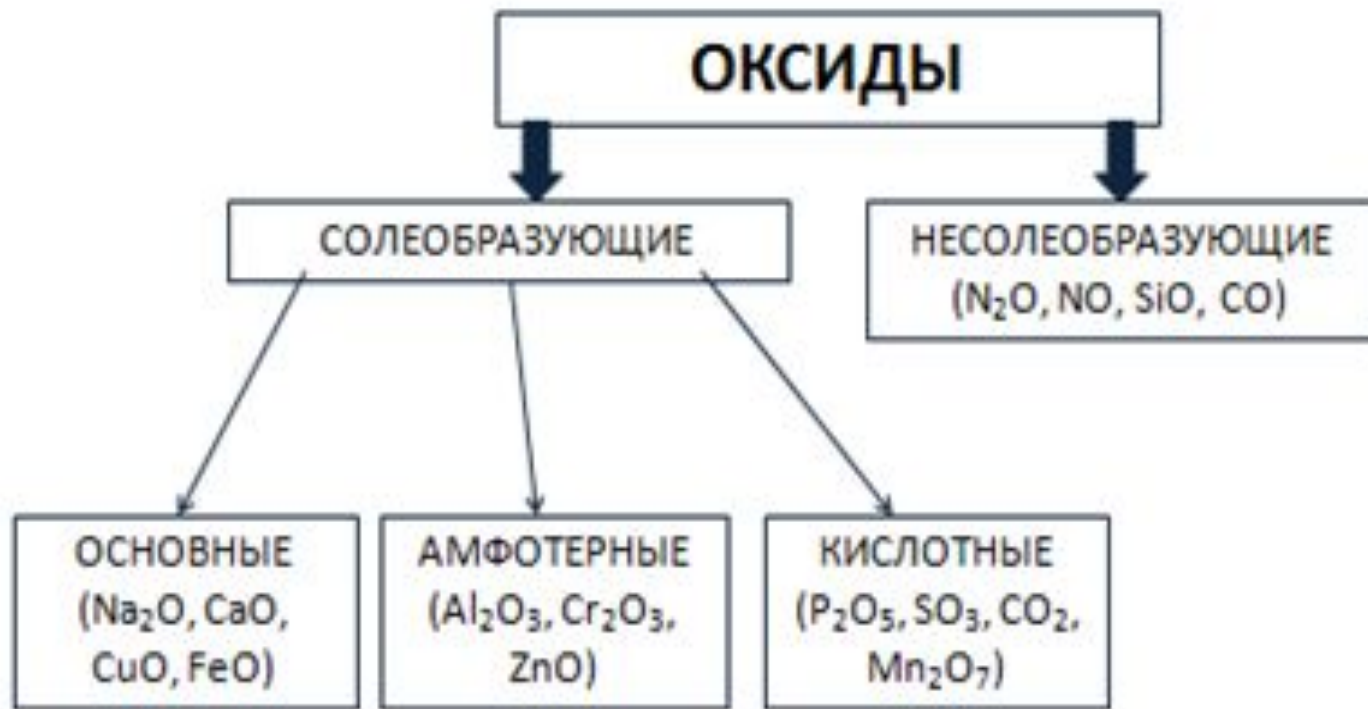 ОКСИДЫ
СОЛЕОБРАЗУЮЩИЕ
НЕСОЛЕОБРАЗУЮЩИЕ
(N₂O, NO, SiO, CO)
ОСНОВНЫЕ
(Na₂O, CaO,
CuO, FeO)
АМФОТЕРНЫЕ
(Al₂O₃, Cr₂O₃,
ZnO)
КИСЛОТНЫЕ
(P₂O₅, SO₃, CO₂,
Mn₂O₇)